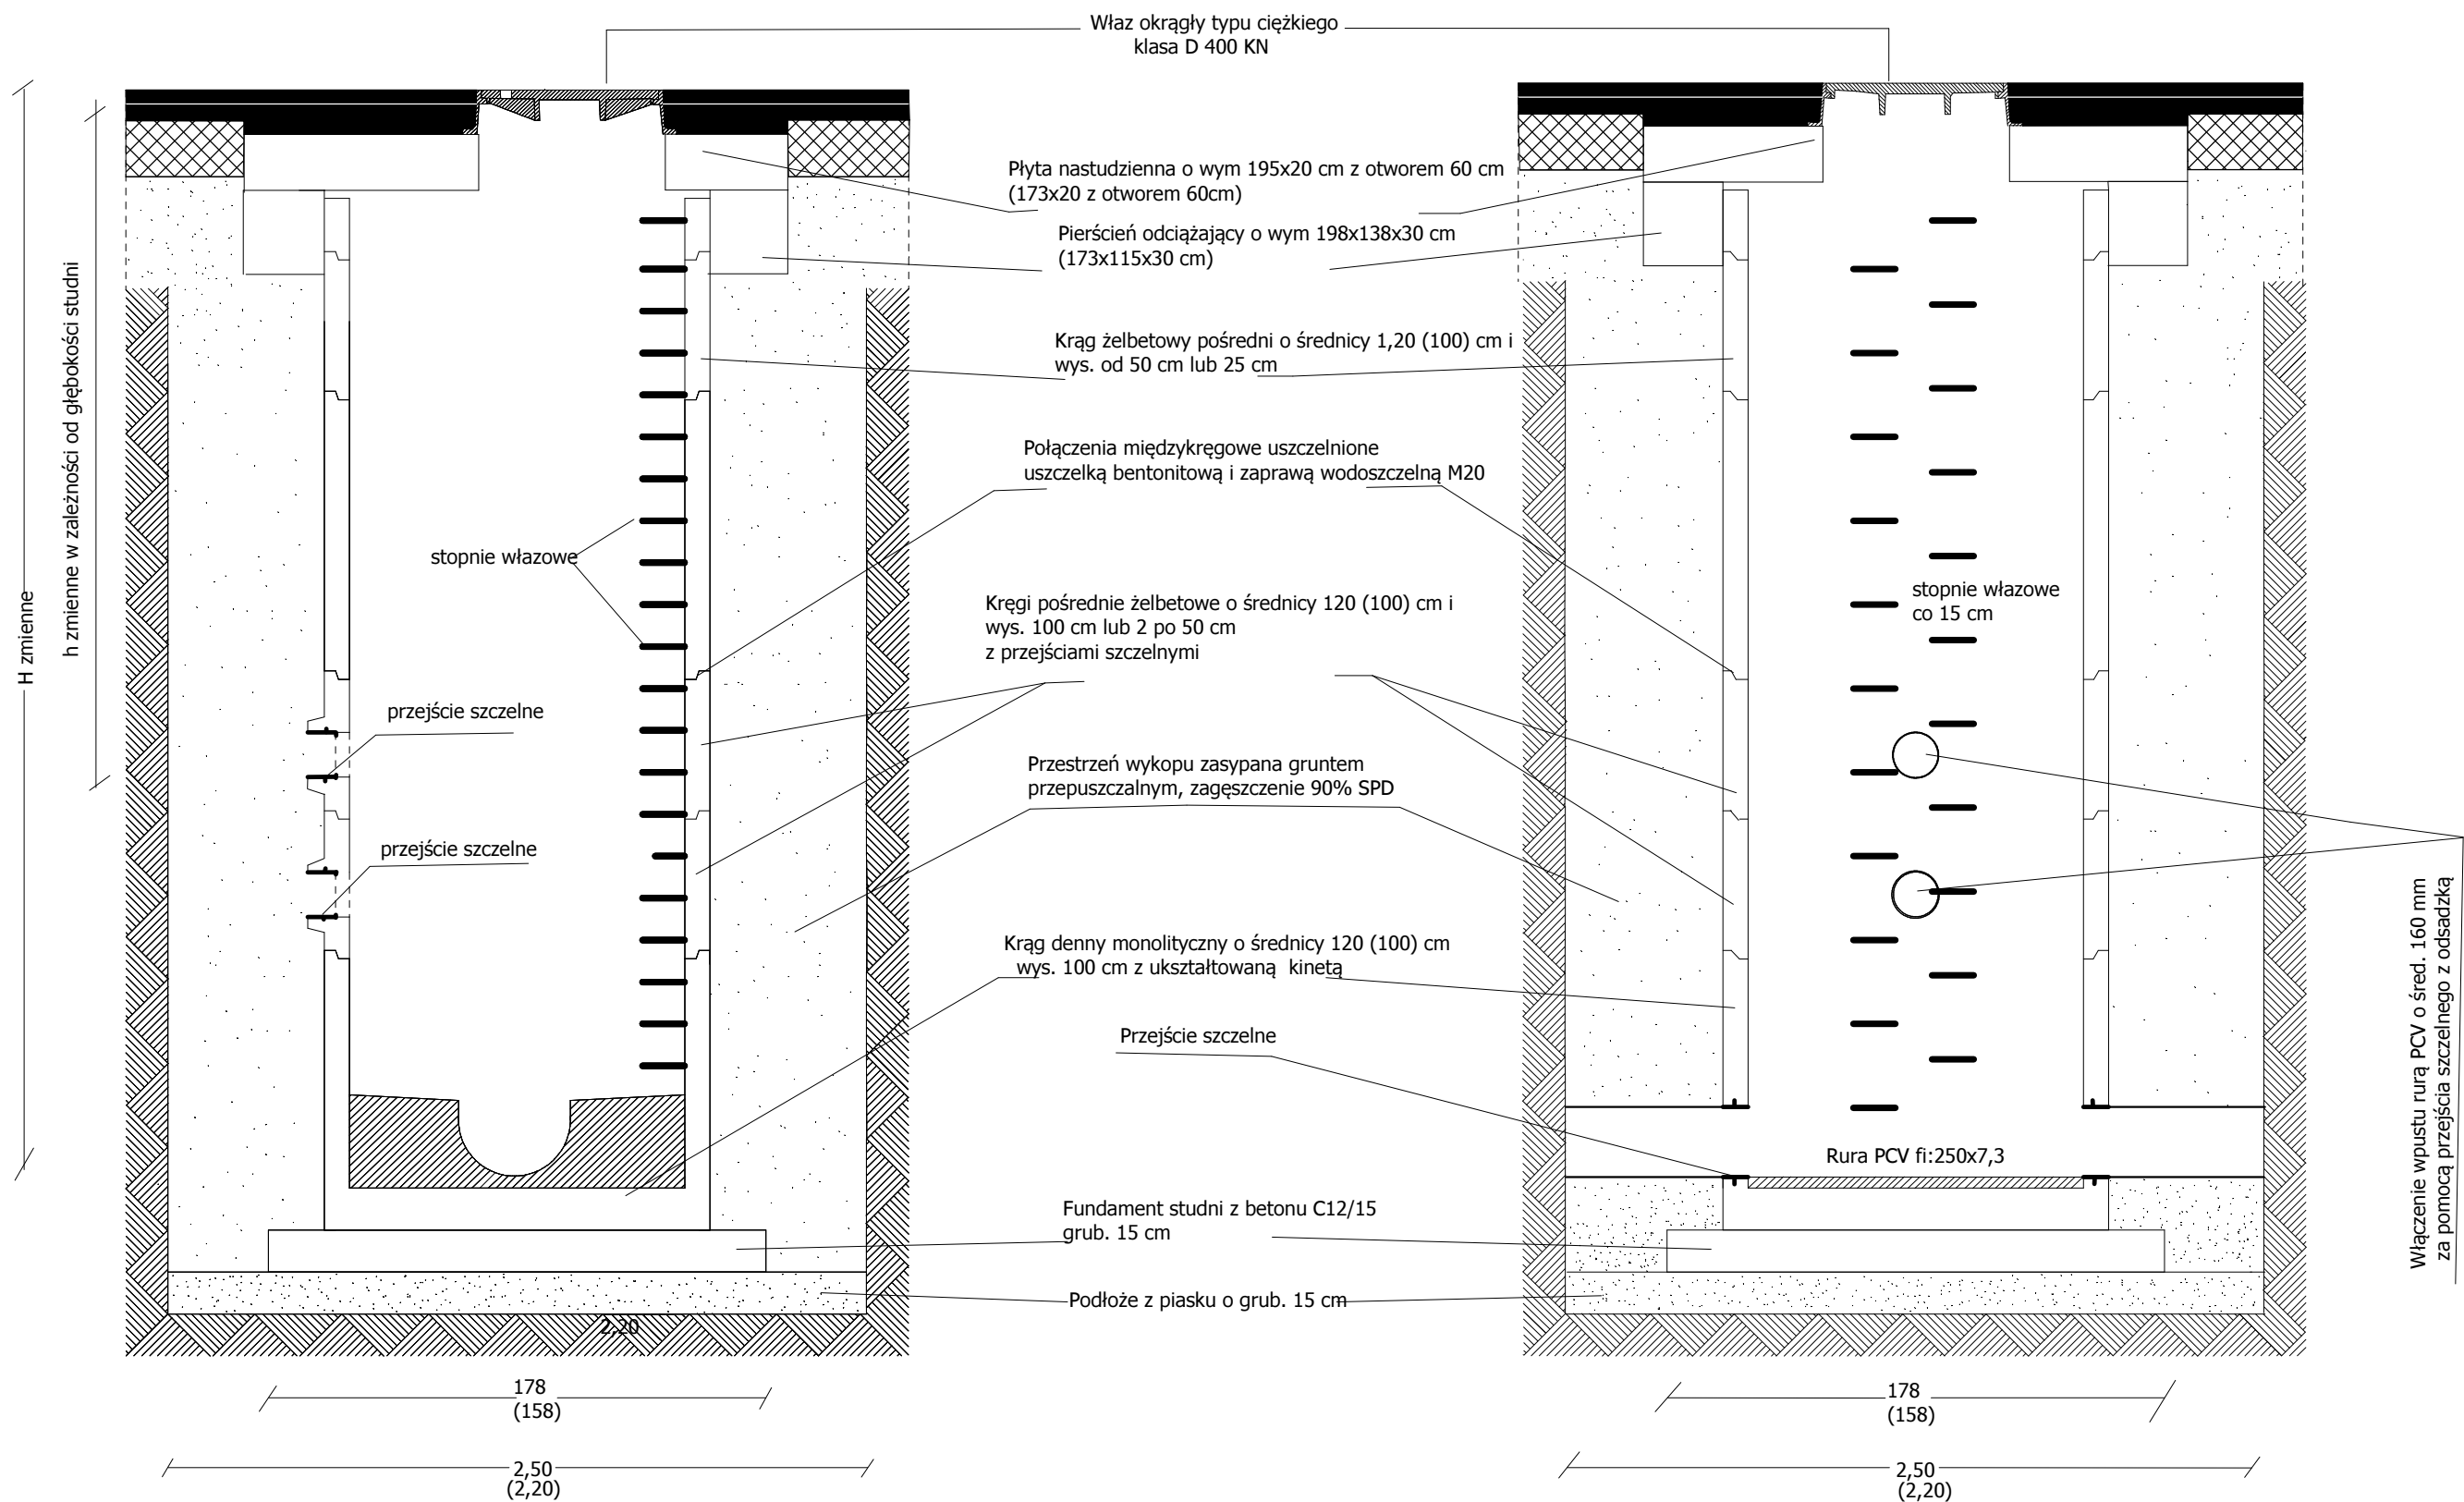 Właz okrągły typu ciężkiego
klasa D 400 KN
Płyta nastudzienna o wym 195x20 cm z otworem 60 cm
(173x20 z otworem 60cm)
Pierścień odciążający o wym 198x138x30 cm
(173x115x30 cm)
Krąg żelbetowy pośredni o średnicy 1,20 (100) cm i
wys. od 50 cm lub 25 cm
Połączenia międzykręgowe uszczelnione
uszczelką bentonitową i zaprawą wodoszczelną M20
stopnie włazowe
Kręgi pośrednie żelbetowe o średnicy 120 (100) cm i
wys. 100 cm lub 2 po 50 cm
z przejściami szczelnymi
stopnie włazowe
co 15 cm
H zmienne
h zmienne w zależności od głębokości studni
przejście szczelne
Przestrzeń wykopu zasypana gruntem
przepuszczalnym, zagęszczenie 90% SPD
przejście szczelne
Krąg denny monolityczny o średnicy 120 (100) cm
wys. 100 cm z ukształtowaną kinetą
Przejście szczelne
Rura PCV fi:250x7,3
Włączenie wpustu rurą PCV o śred. 160 mm
za pomocą przejścia szczelnego z odsadzką
Fundament studni z betonu C12/15
grub. 15 cm
Podłoże z piasku o grub. 15 cm
2,20
178
(158)
2,50
(2,20)
178
(158)
2,50
(2,20)